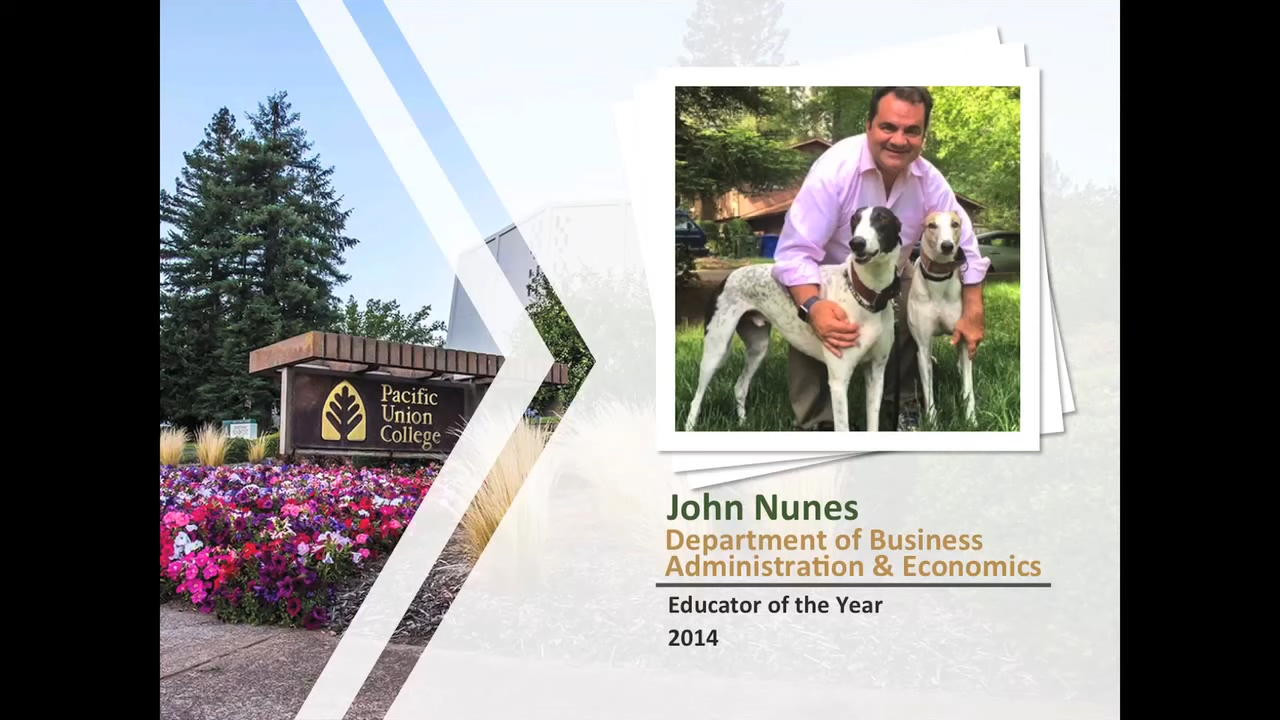 Pacific
Union
College
John Nunes
Department of Business
Administration & Economics
Educator of the Year
2014